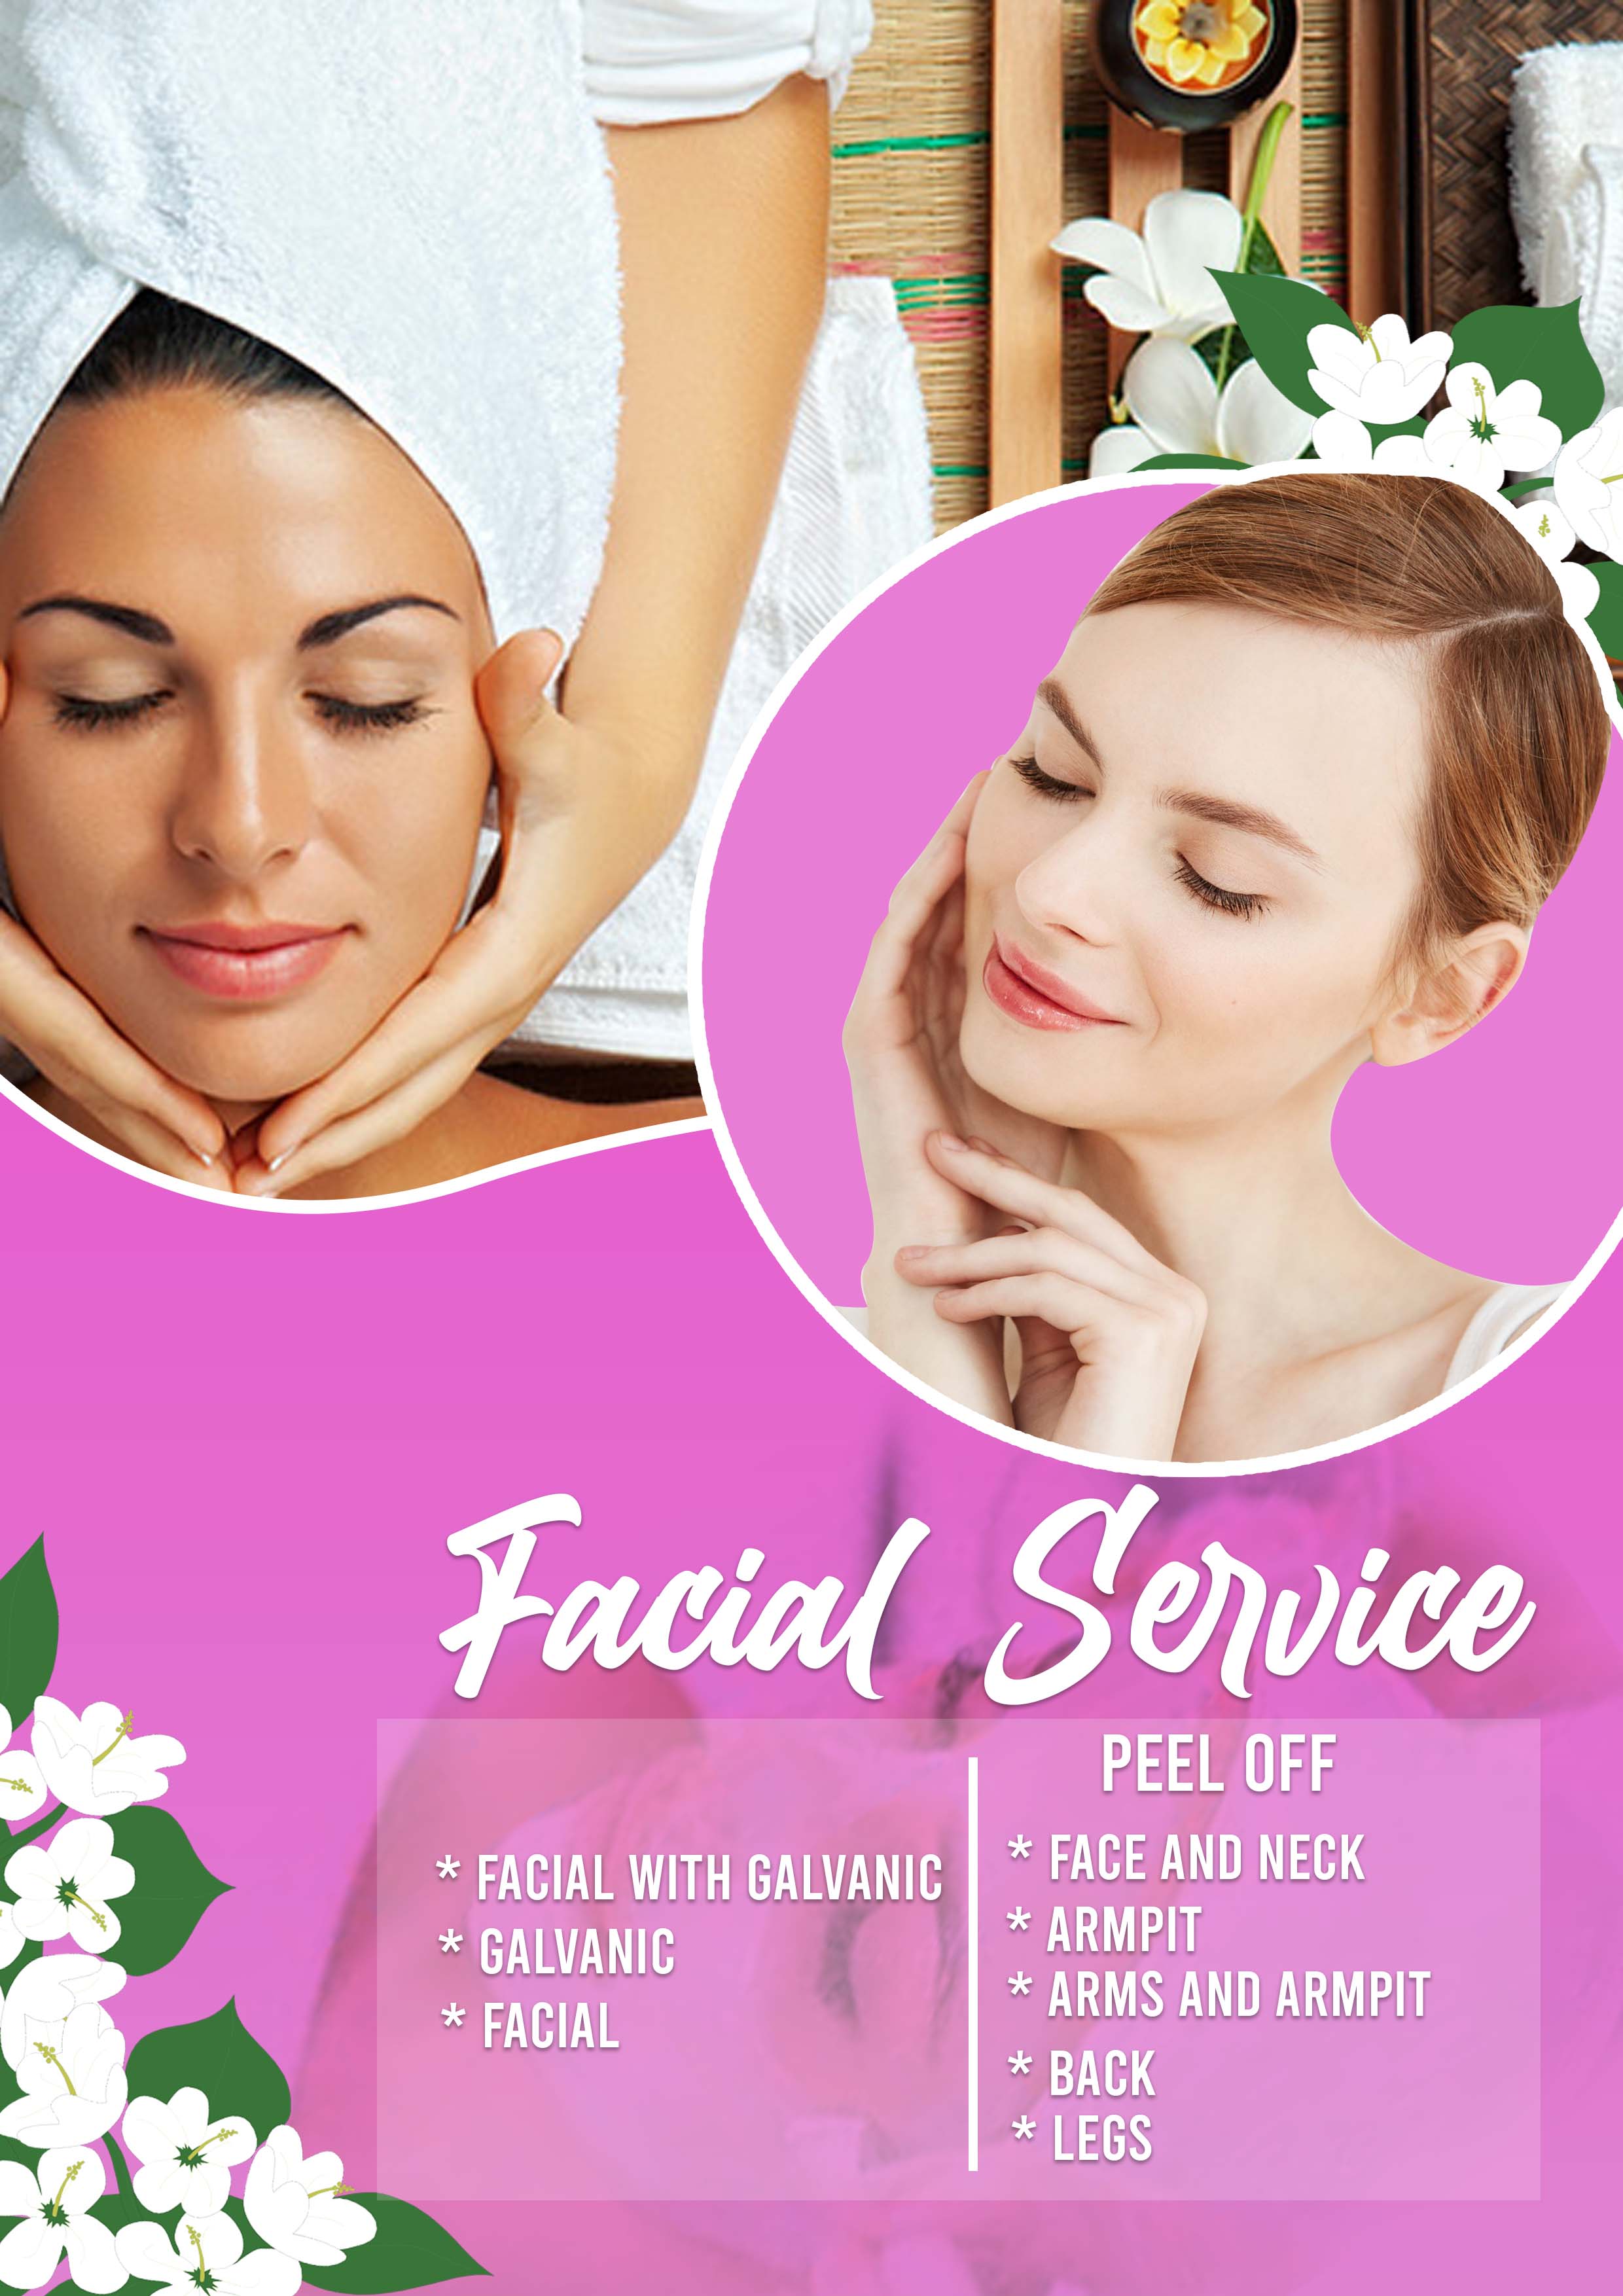 Facial Service
* FACIAL WITH GALVANIC
* GALVANIC
* FACIAL
PEEL OFF
* FACE AND NECK
* ARMPIT
* ARMS AND ARMPIT
* BACK
* LEGS